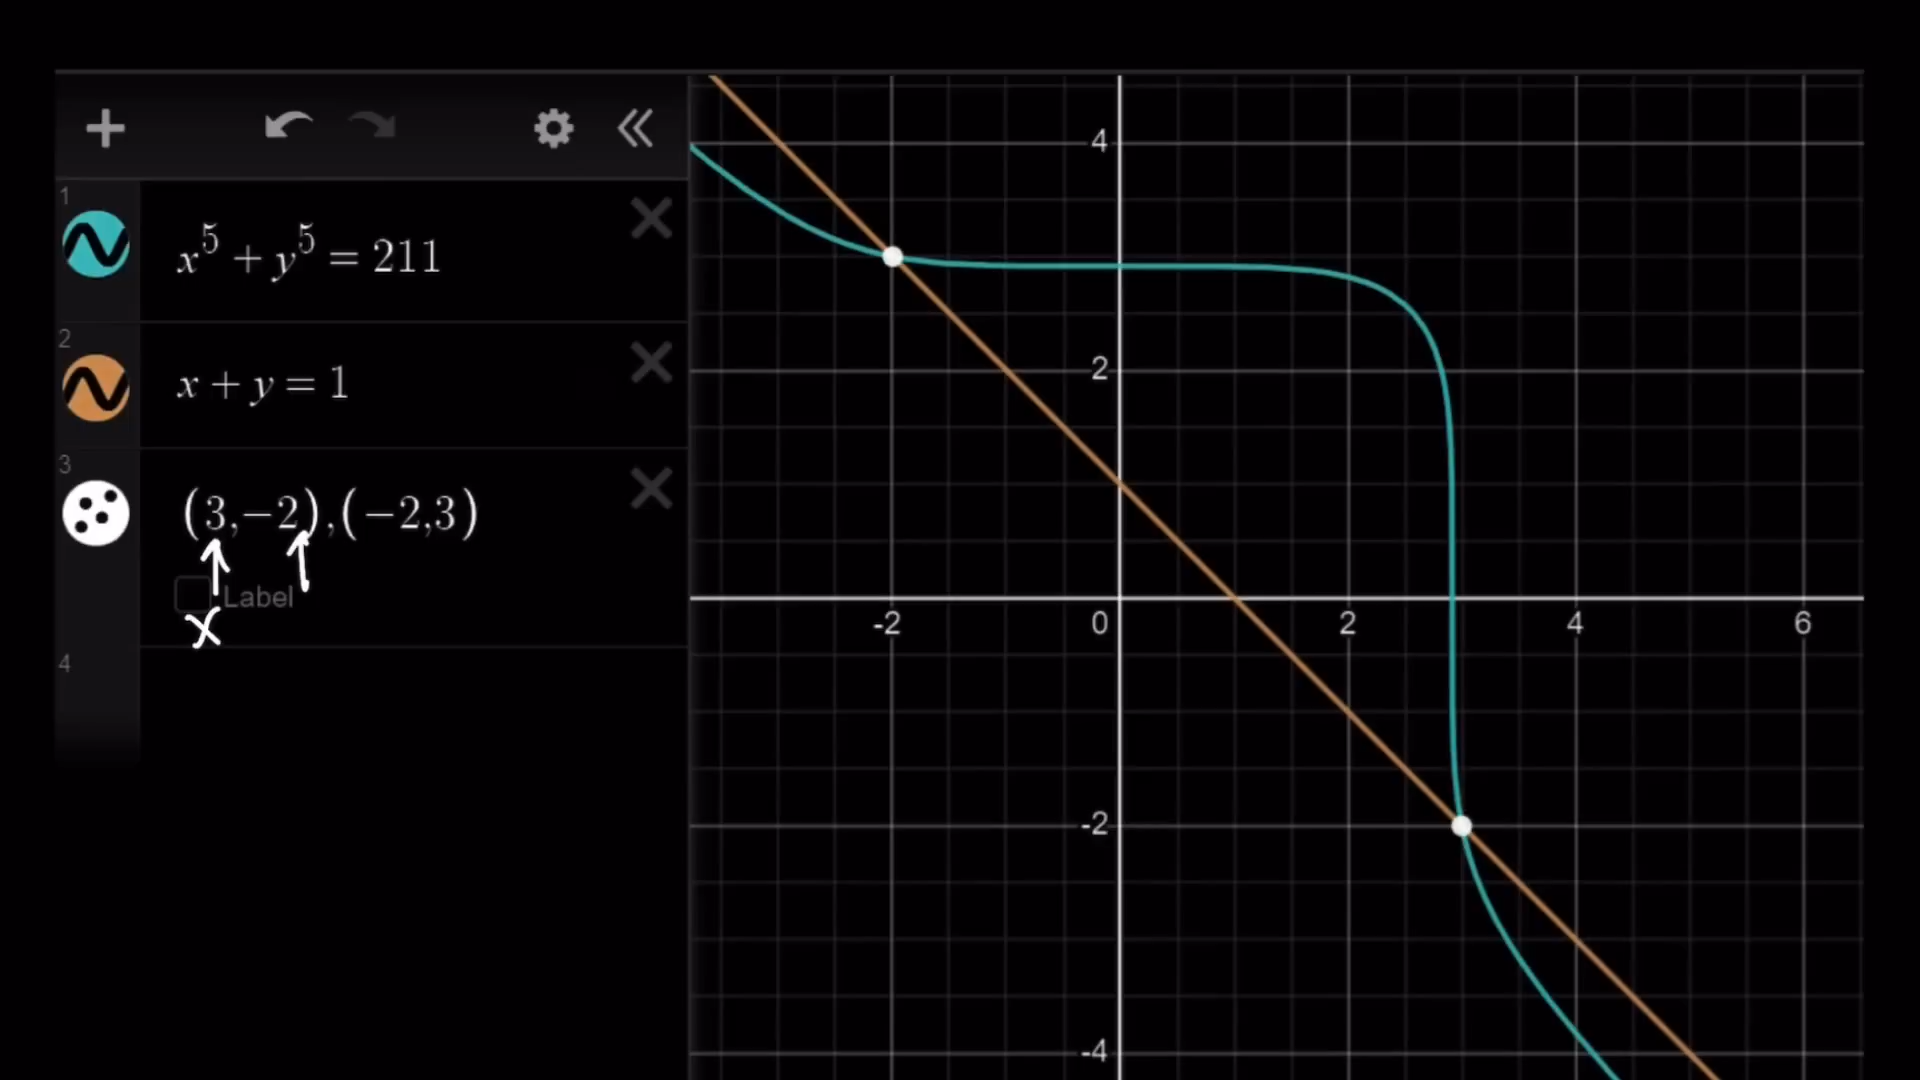 1
x^5 + y^5 = 211
2
x + y = 1
3
(3,−2),(−2,3)
Label
x
4
4
2
-2 0 2 4 6
-2
-4